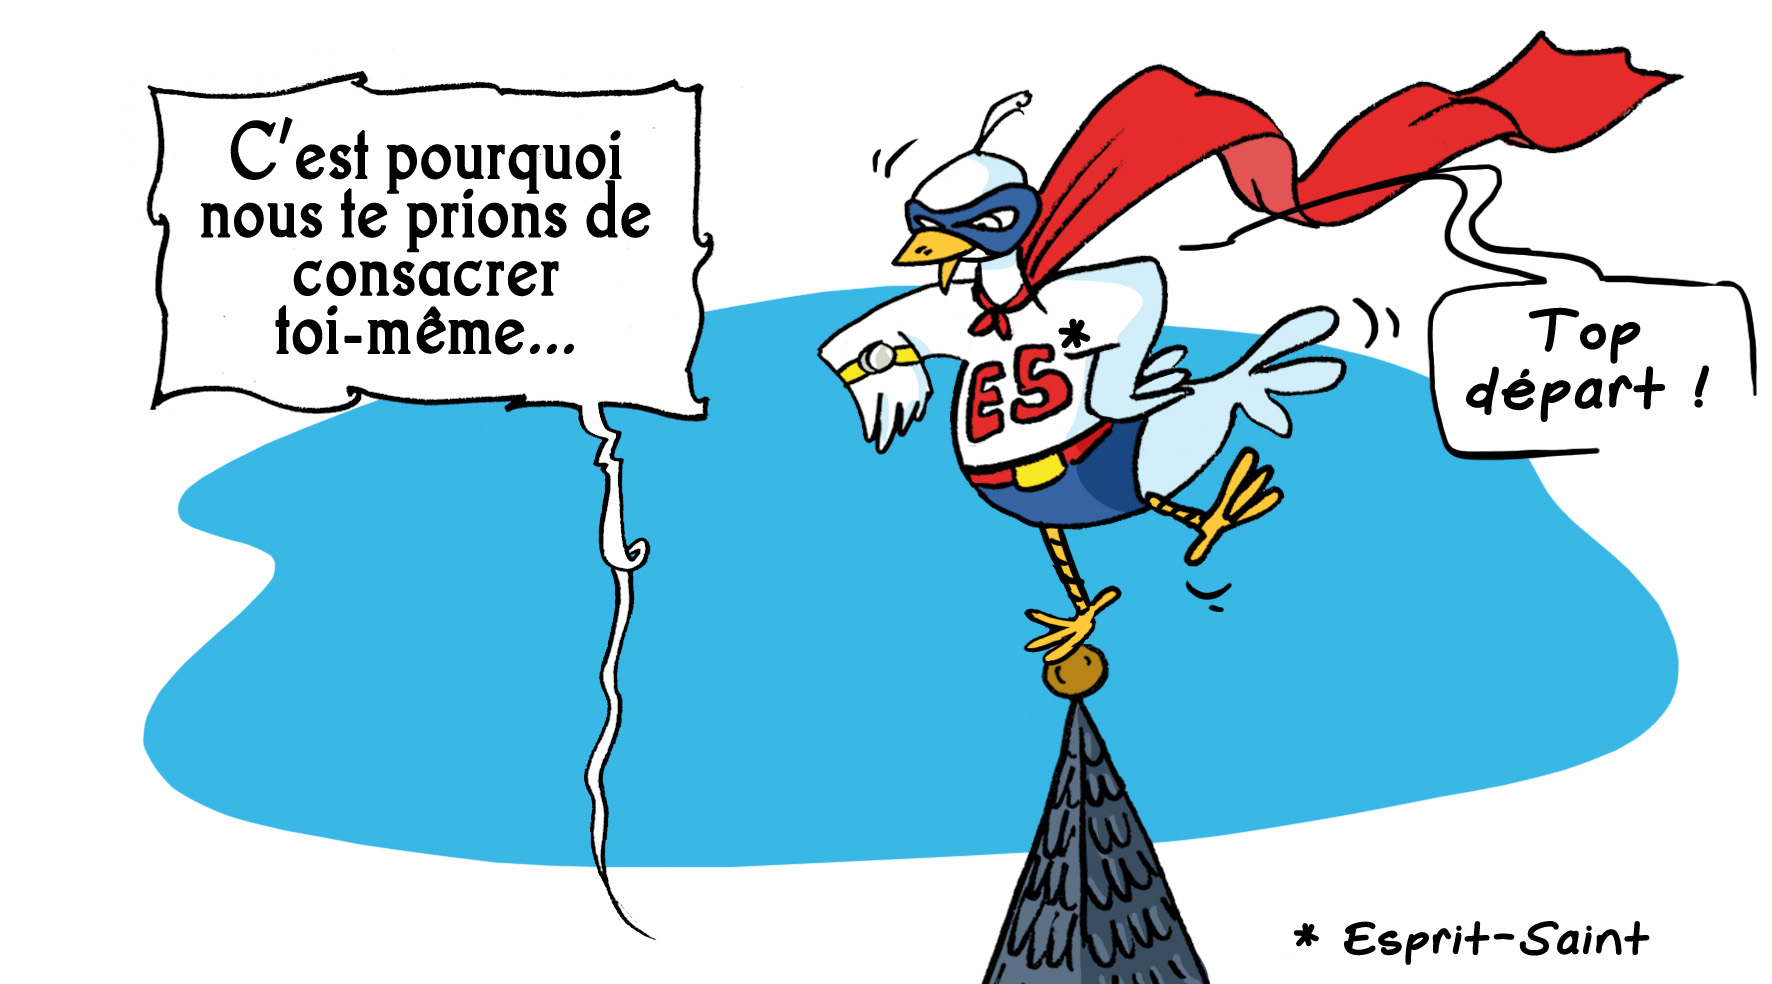 C'est pourquoi
nous te prions de
consacrer
toi-même...
ES*
Top
départ !
* Esprit-Saint